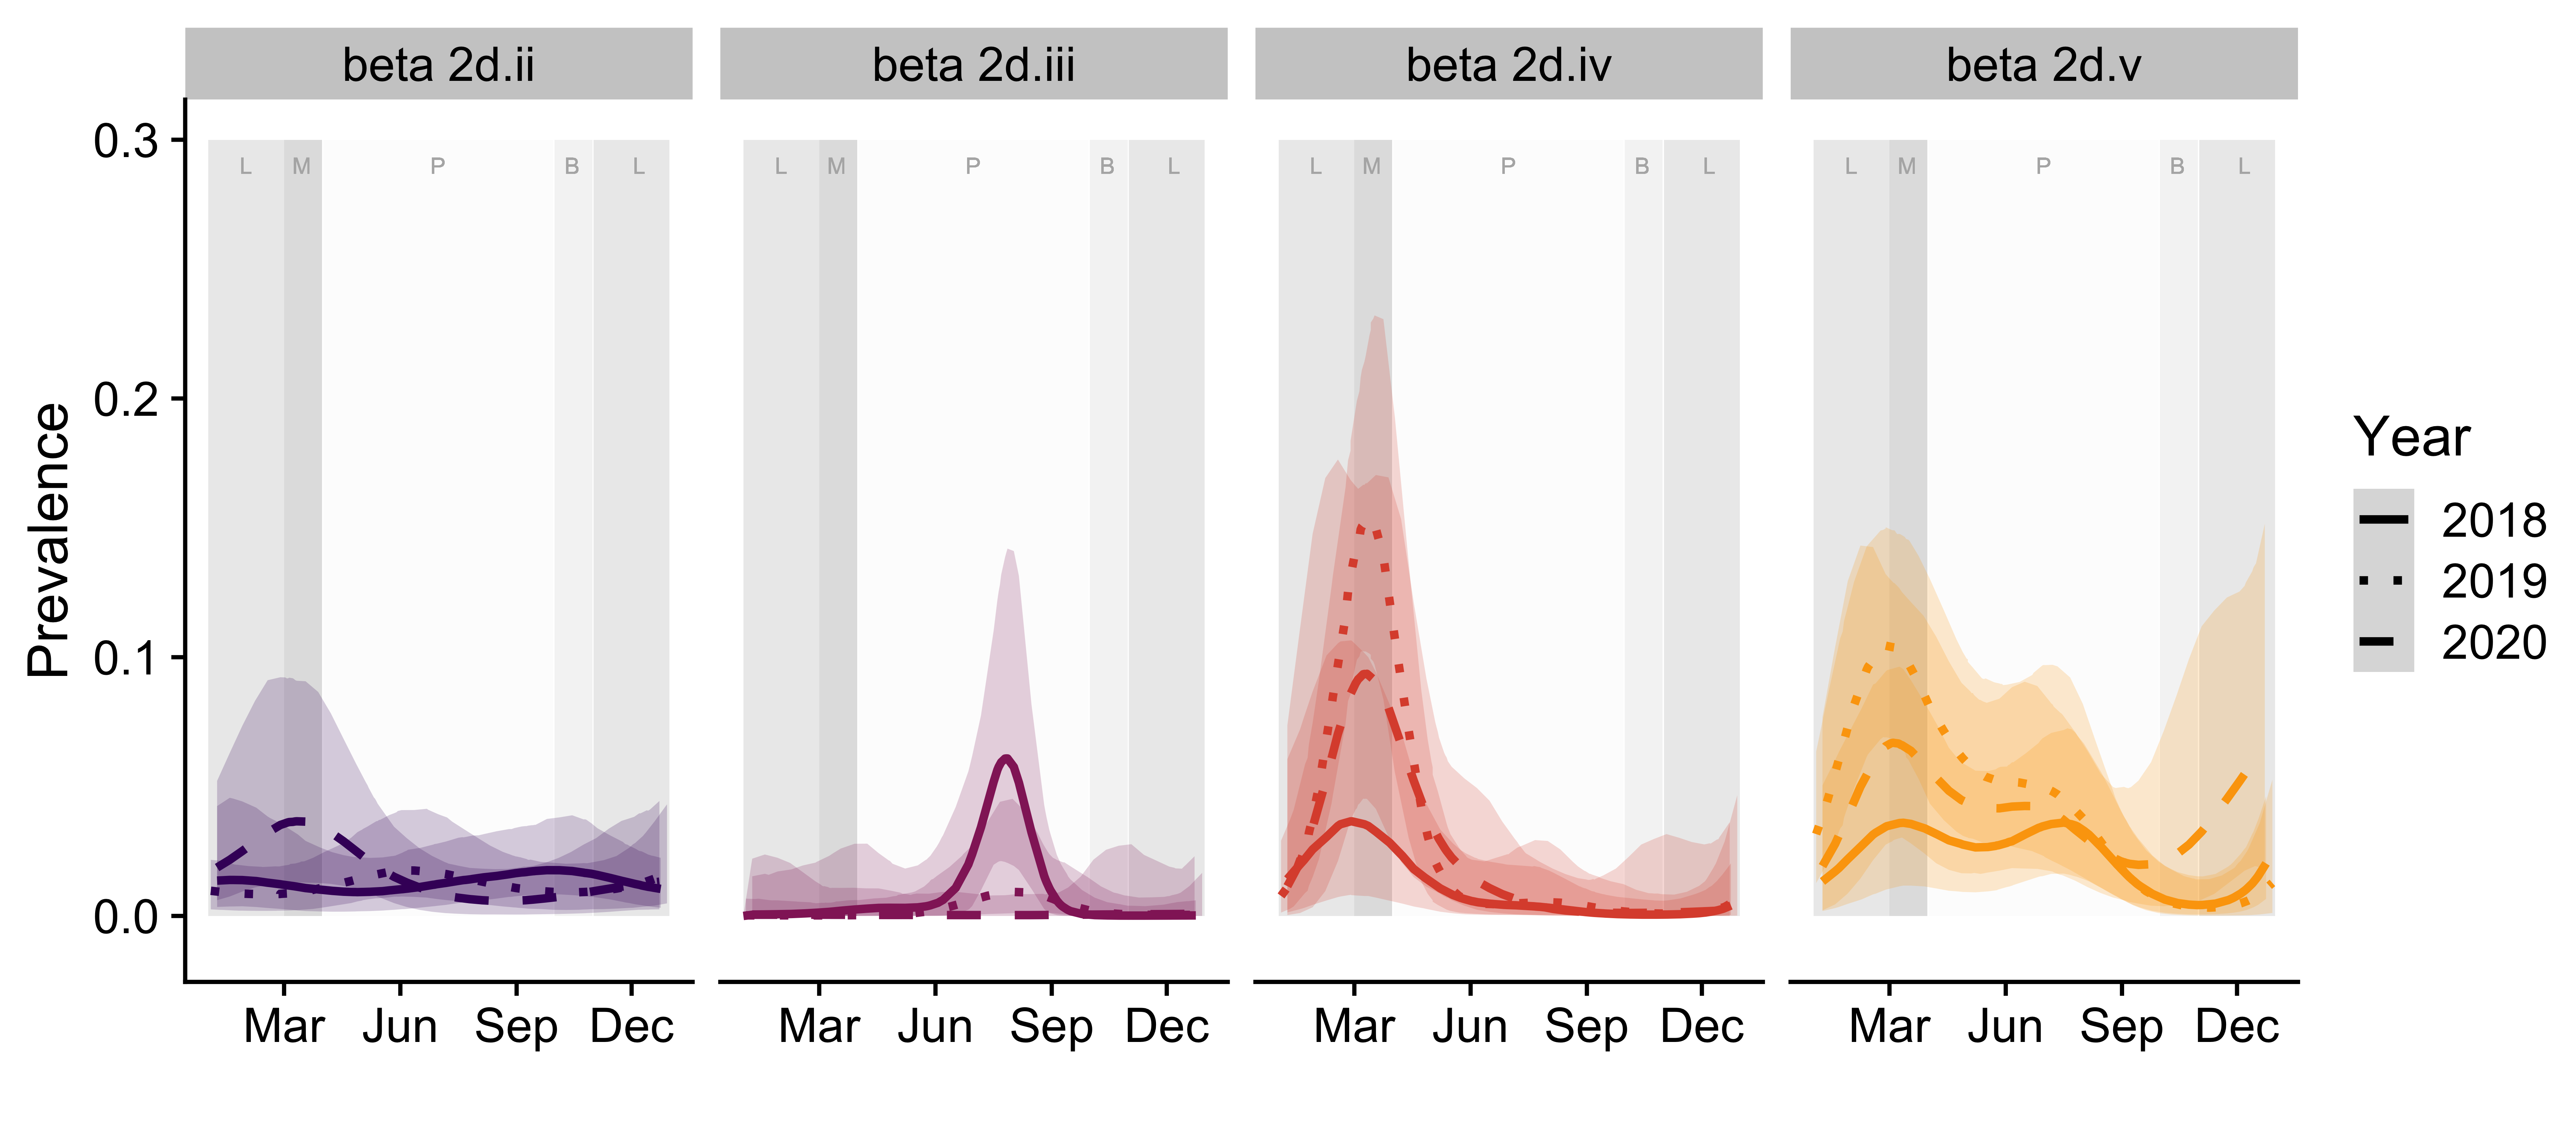 beta 2d.ii beta 2d.iii beta 2d.iv beta 2d.v
0.3
L M P B L L M P B L L M P B L L M P B L
0.2
0.1
0.0
Prevalence
Mar Jun Sep Dec Mar Jun Sep Dec Mar Jun Sep Dec Mar Jun Sep Dec
Year
2018
2019
2020